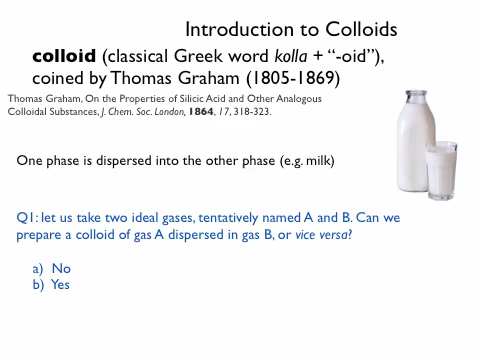 Introduction to Colloids
colloid (classical Greek word kolla + “-oid”),
coined by Thomas Graham (1805-1869)
Thomas Graham, On the Properties of Silicic Acid and Other Analogous
Colloidal Substances, J. Chem. Soc. London, 1864, 17, 318-323.
One phase is dispersed into the other phase (e.g. milk)
Q1: let us take two ideal gases, tentatively named A and B. Can we
prepare a colloid of gas A dispersed in gas B, or vice versa?
a) No
b) Yes